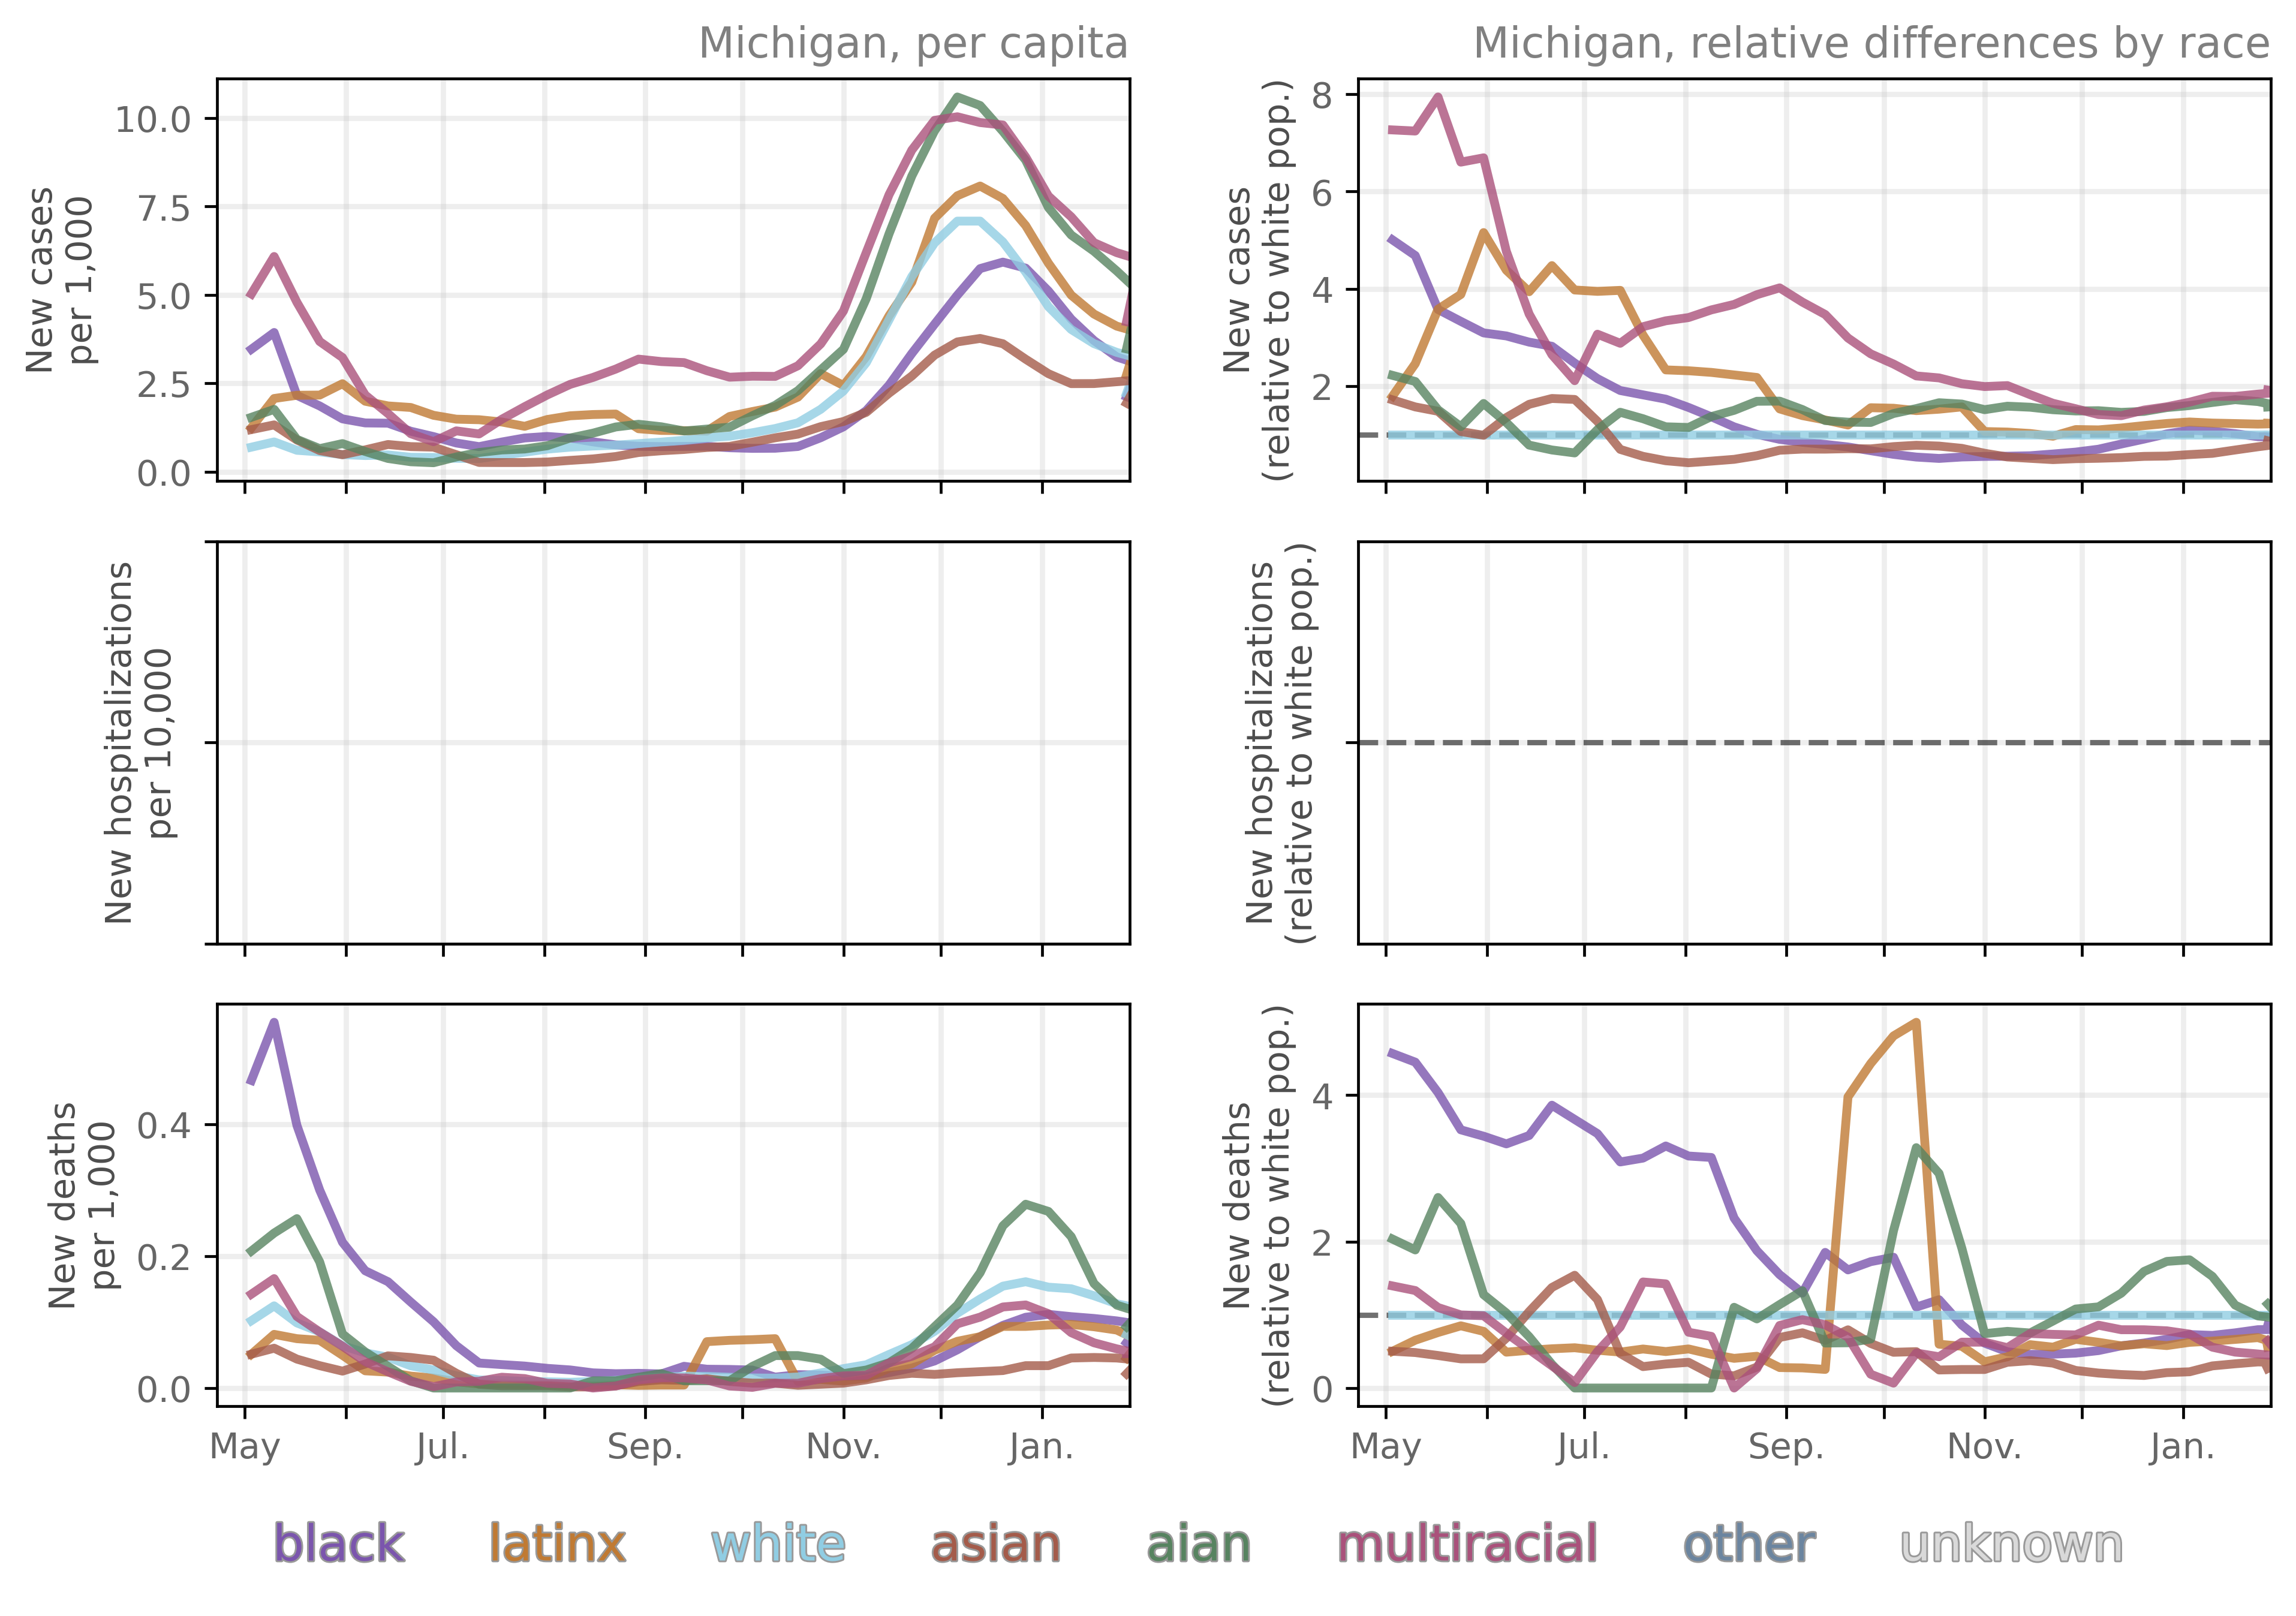 Michigan, per capita
Michigan, relative differences by race
New cases
per 1,000
10.0
7.5
5.0
2.5
0.0
New cases
(relative to white pop.)
8
6
4
2
New hospitalizations
per 10,000
New hospitalizations
(relative to white pop.)
New deaths
per 1,000
0.4
0.2
0.0
May
Jul.
Sep.
Nov.
Jan.
New deaths
(relative to white pop.)
4
2
0
May
Jul.
Sep.
Nov.
Jan.
black
latinx
white
asian
aian
multiracial
other
unknown